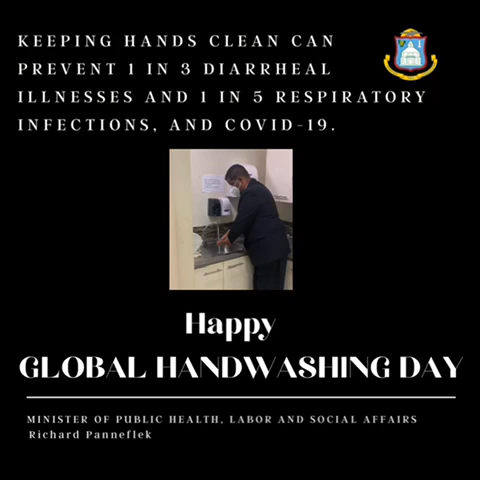 KEEPING HANDS CLEAN CAN
PREVENT 1 IN 3 DIARRHEAL
ILLNESSES AND 1 IN 5 RESPIRATORY
INFECTIONS, AND COVID-19.
Happy
GLOBAL HANDWASHING DAY
MINISTER OF PUBLIC HEALTH, LABOR AND SOCIAL AFFAIRS
Richard Panneflek